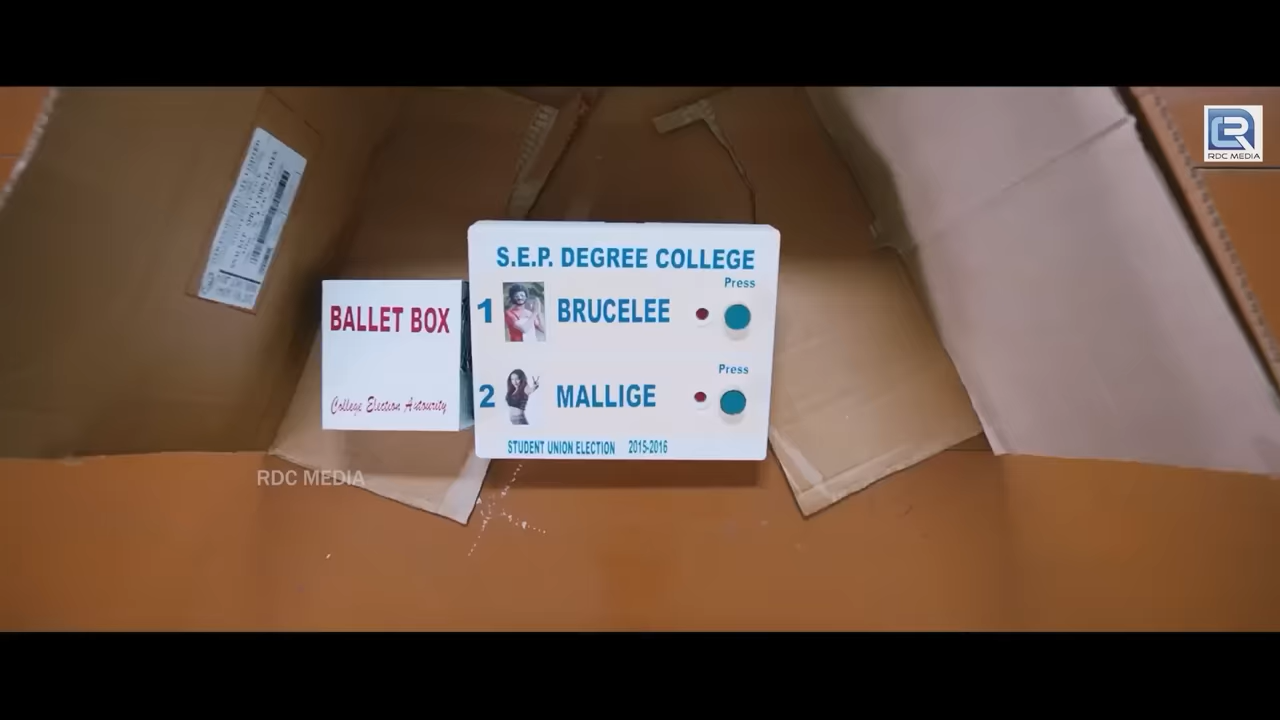 RDC MEDIA
S.E.P. DEGREE COLLEGE
Press
1 BRUCELEE
BALLET BOX
Press
2 MALLIGE
College Election Autourity
STUDENT UNION ELECTION 2015-2016
RDC MEDIA